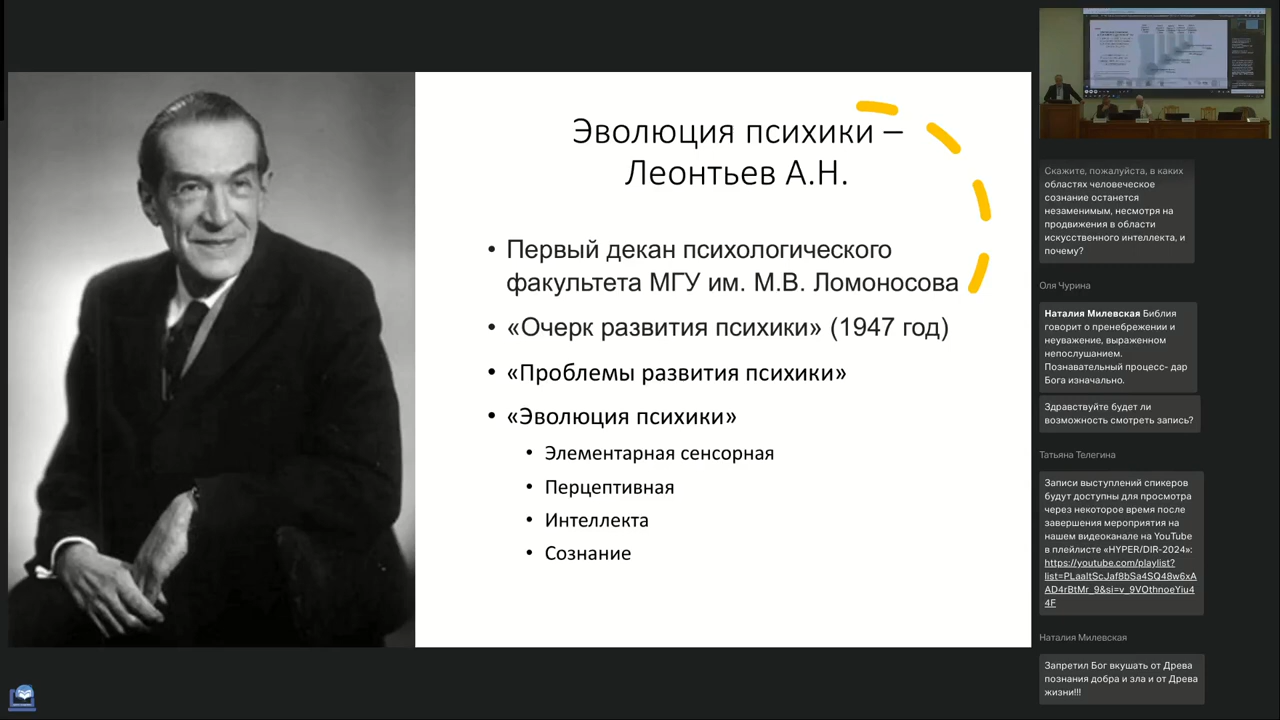 Эволюция психики –
Леонтьев А.Н.
• Первый декан психологического
факультета МГУ им. М.В. Ломоносова
• «Очерк развития психики» (1947 год)
• «Проблемы развития психики»
• «Эволюция психики»
• Элементарная сенсорная
• Перцептивная
• Интеллекта
• Сознание
Скажите, пожалуйста, в каких
областях человеческое
сознание останется
незаменимым, несмотря на
продвижения в области
искусственного интеллекта, и
почему?
Оля Чурина
Наталия Милевская Библия
говорит о пренебрежении и
неуважение, выраженном
непослушанием.
Познавательный процесс- дар
Бога изначально.
Здравствуйте будет ли
возможность смотреть запись?
Татьяна Телегина
Записи выступлений спикеров
будут доступны для просмотра
через некоторое время после
завершения мероприятия на
нашем видеоканале на YouTube
в плейлисте «HYPER/DIR-2024»:
https://youtube.com/playlist?
list=PLaaItScJaf8bSa4SQ48w6xA
AD4rBtMr_9&si=v_9VOthnoeYiu4
4F
Наталия Милевская
Запретил Бог вкушать от Древа
познания добра и зла и от Древа
жизни!!!